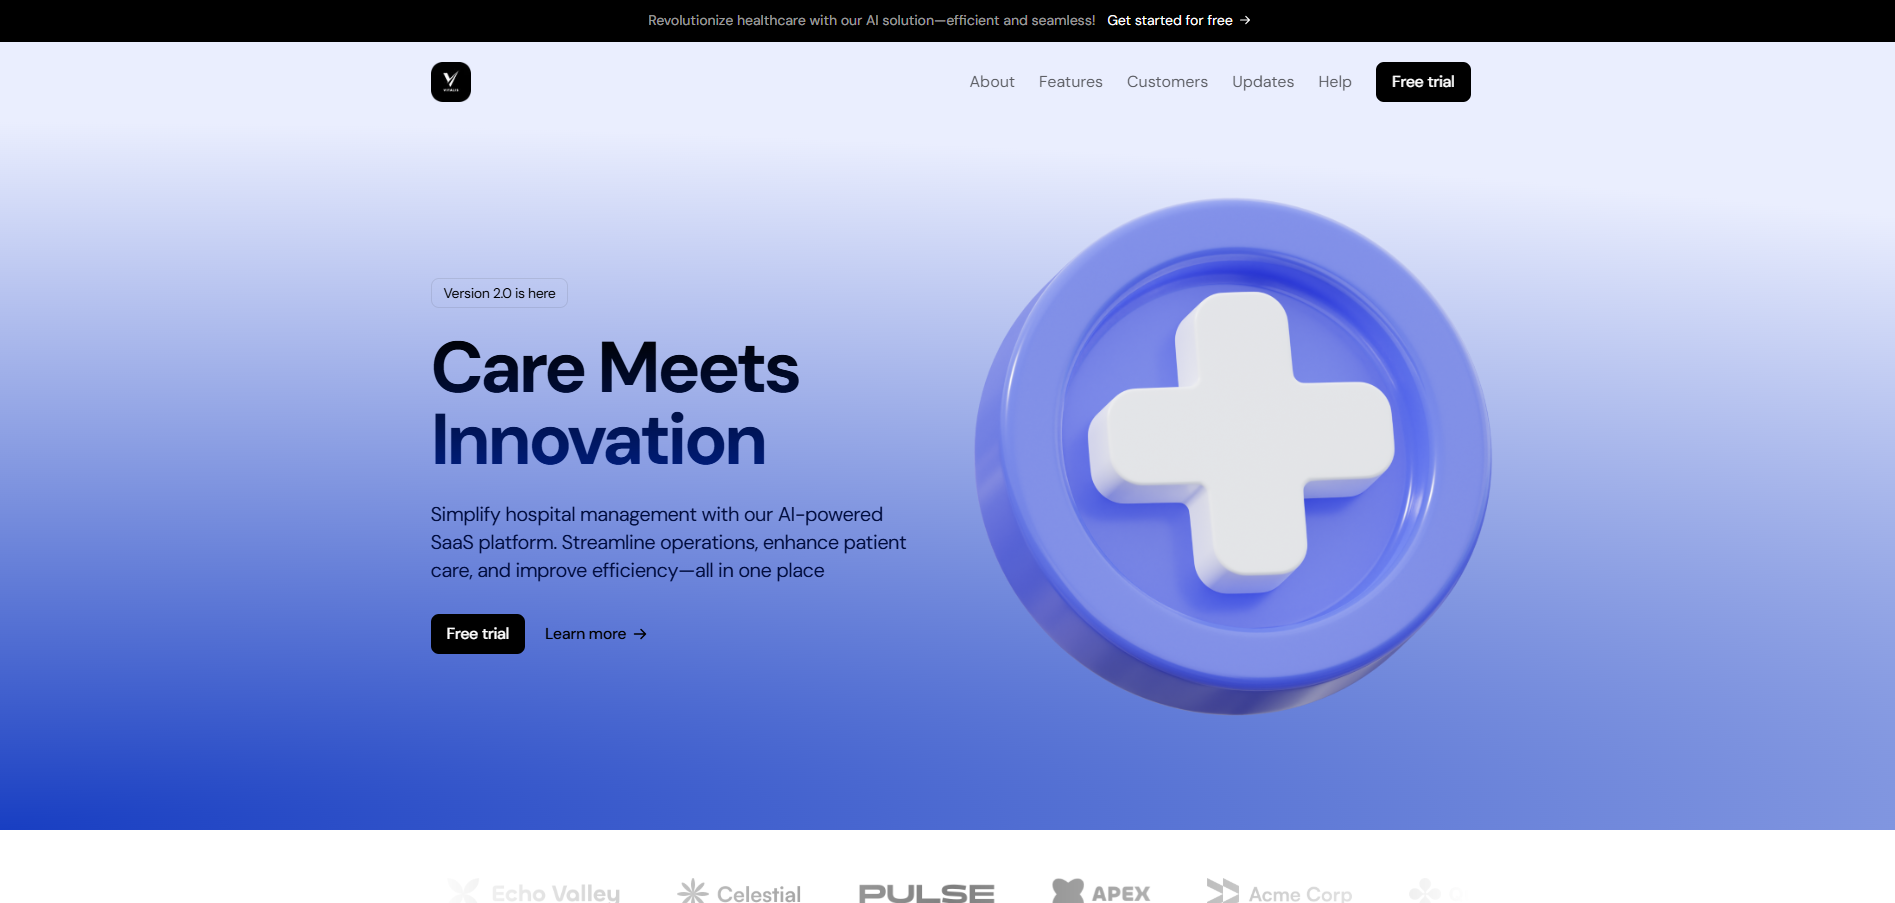 Revolutionize healthcare with our AI solution—efficient and seamless! Get started for free →
VITALIS
About Features Customers Updates Help Free trial
Version 2.0 is here
Care Meets
Innovation
Simplify hospital management with our AI-powered
SaaS platform. Streamline operations, enhance patient
care, and improve efficiency—all in one place
Free trial Learn more →
Echo Valley Celestial PULSE APEX Acme Corp